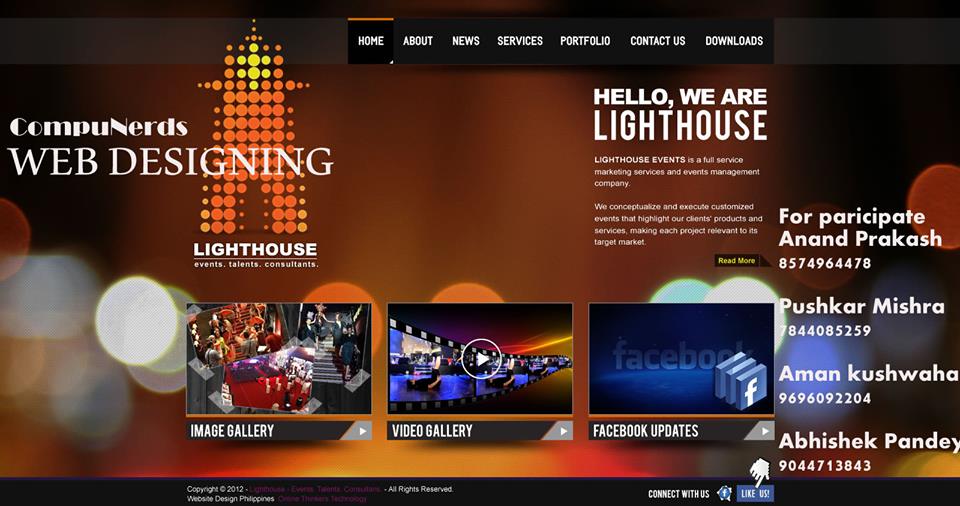 HOME ABOUT NEWS SERVICES PORTFOLIO CONTACT US DOWNLOADS
CompuNerds
WEB DESIGNING
LIGHTHOUSE
events. talents. consultants.
HELLO, WE ARE
LIGHTHOUSE
LIGHTHOUSE EVENTS is a full service
marketing services and events management
company.
We conceptualize and execute customized
events that highlight our clients' products and
services, making each project relevant to its
target market.
Read More
For paricipate
Anand Prakash
8574964478
Pushkar Mishra
7844085259
Aman kushwaha
9696092204
Abhishek Pandey
9044713843
facebook
f
IMAGE GALLERY
VIDEO GALLERY
FACEBOOK UPDATES
Copyright © 2012 - Lighthouse - Events. Talents. Consultans. - All Rights Reserved.
Website Design Philippines Online Thinkers Technology
CONNECT WITH US f LIKE US!